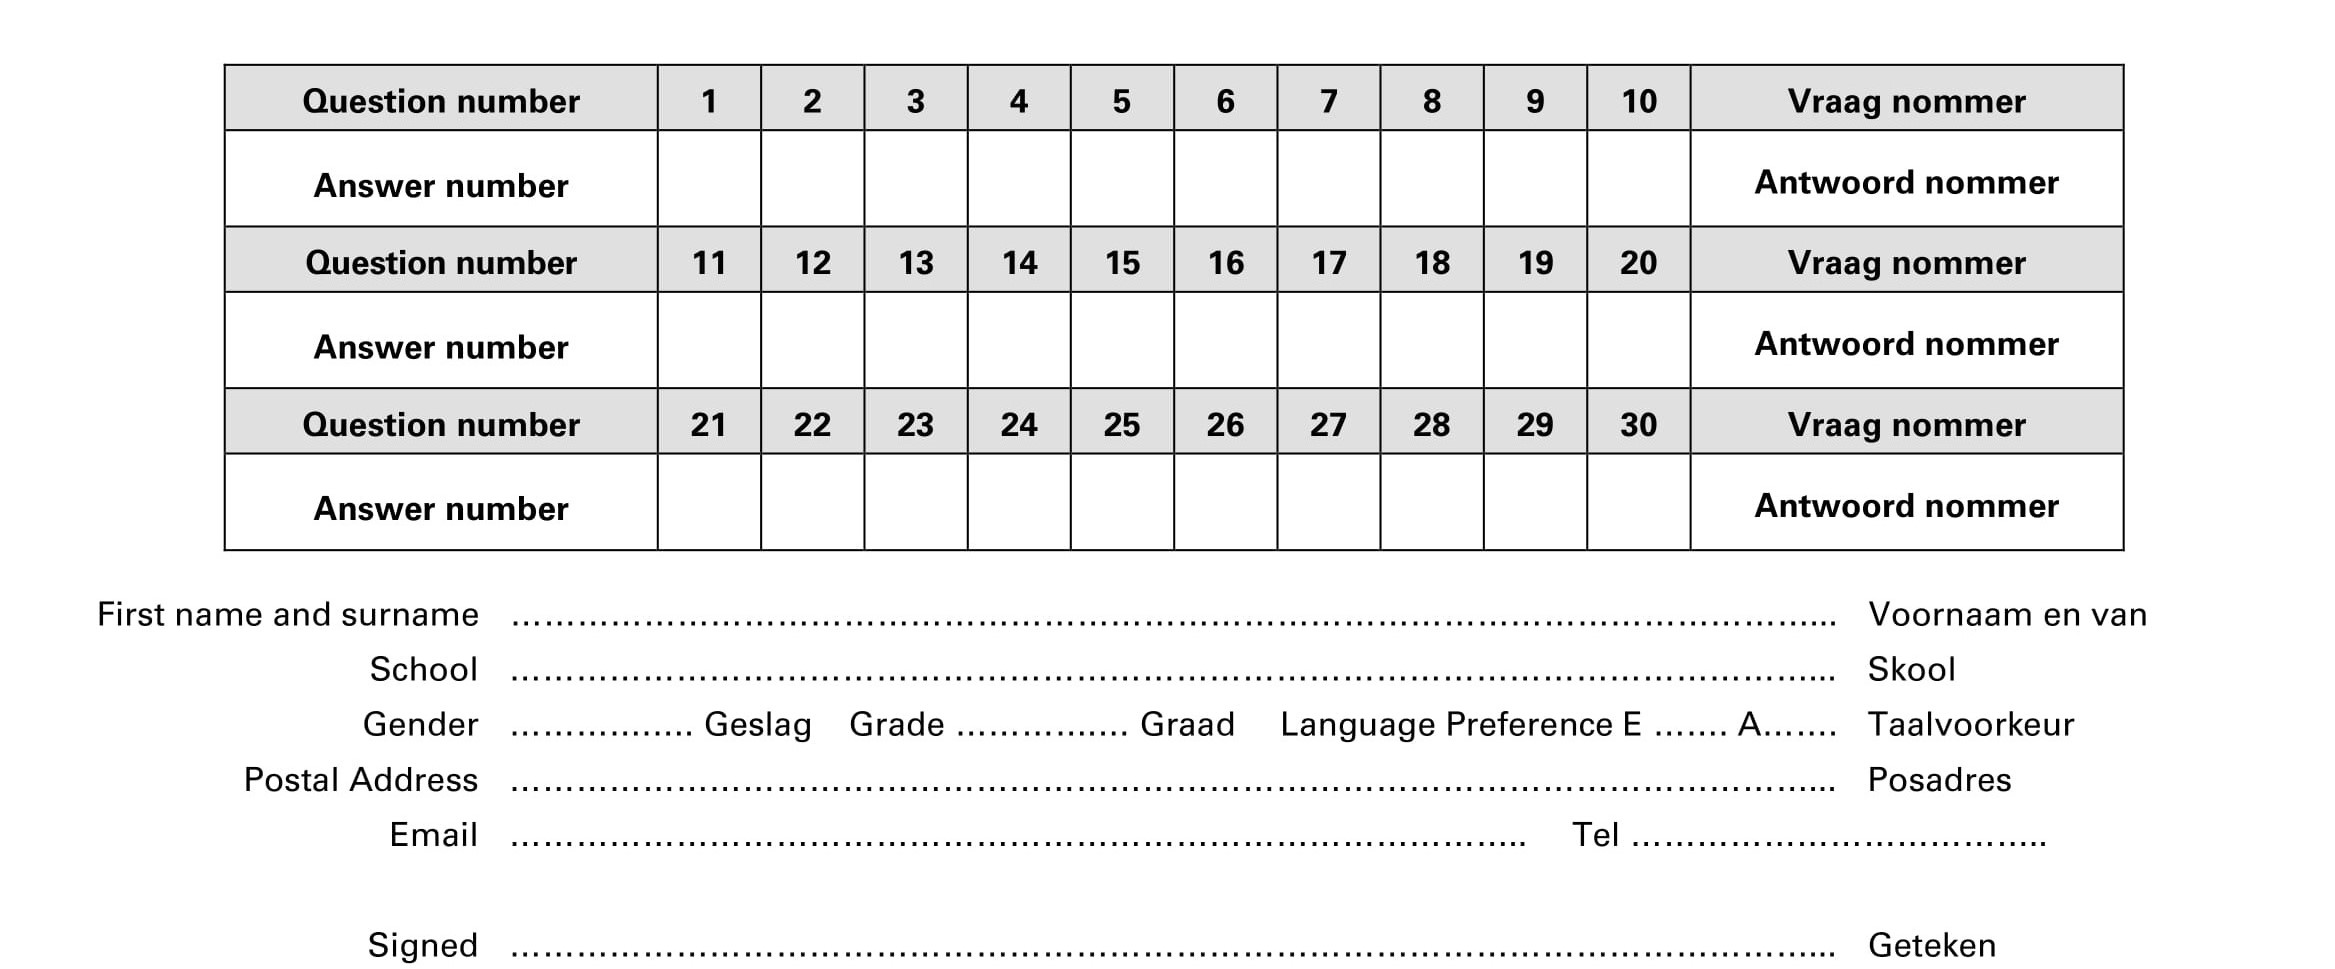 Question number 1 2 3 4 5 6 7 8 9 10 Vraag nommer
Answer number Antwoord nommer
Question number 11 12 13 14 15 16 17 18 19 20 Vraag nommer
Answer number Antwoord nommer
Question number 21 22 23 24 25 26 27 28 29 30 Vraag nommer
Answer number Antwoord nommer
First name and surname ………………………………………………………………………………………………………... Voornaam en van
School ………………………………………………………………………………………………………... Skool
Gender ……………. Geslag Grade ……………. Graad Language Preference E ……. A……. Taalvoorkeur
Postal Address ………………………………………………………………………………………………………... Posadres
Email ……………………………………………………………………………….. Tel ………………………………..
Signed ………………………………………………………………………………………………………... Geteken